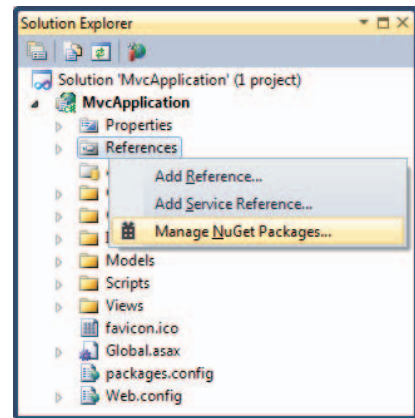 Solution Explorer
Solution 'MvcApplication' (1 project)
MvcApplication
Properties
References
Add Reference...
Add Service Reference...
Manage NuGet Packages...
Models
Scripts
Views
favicon.ico
Global.asax
packages.config
Web.config